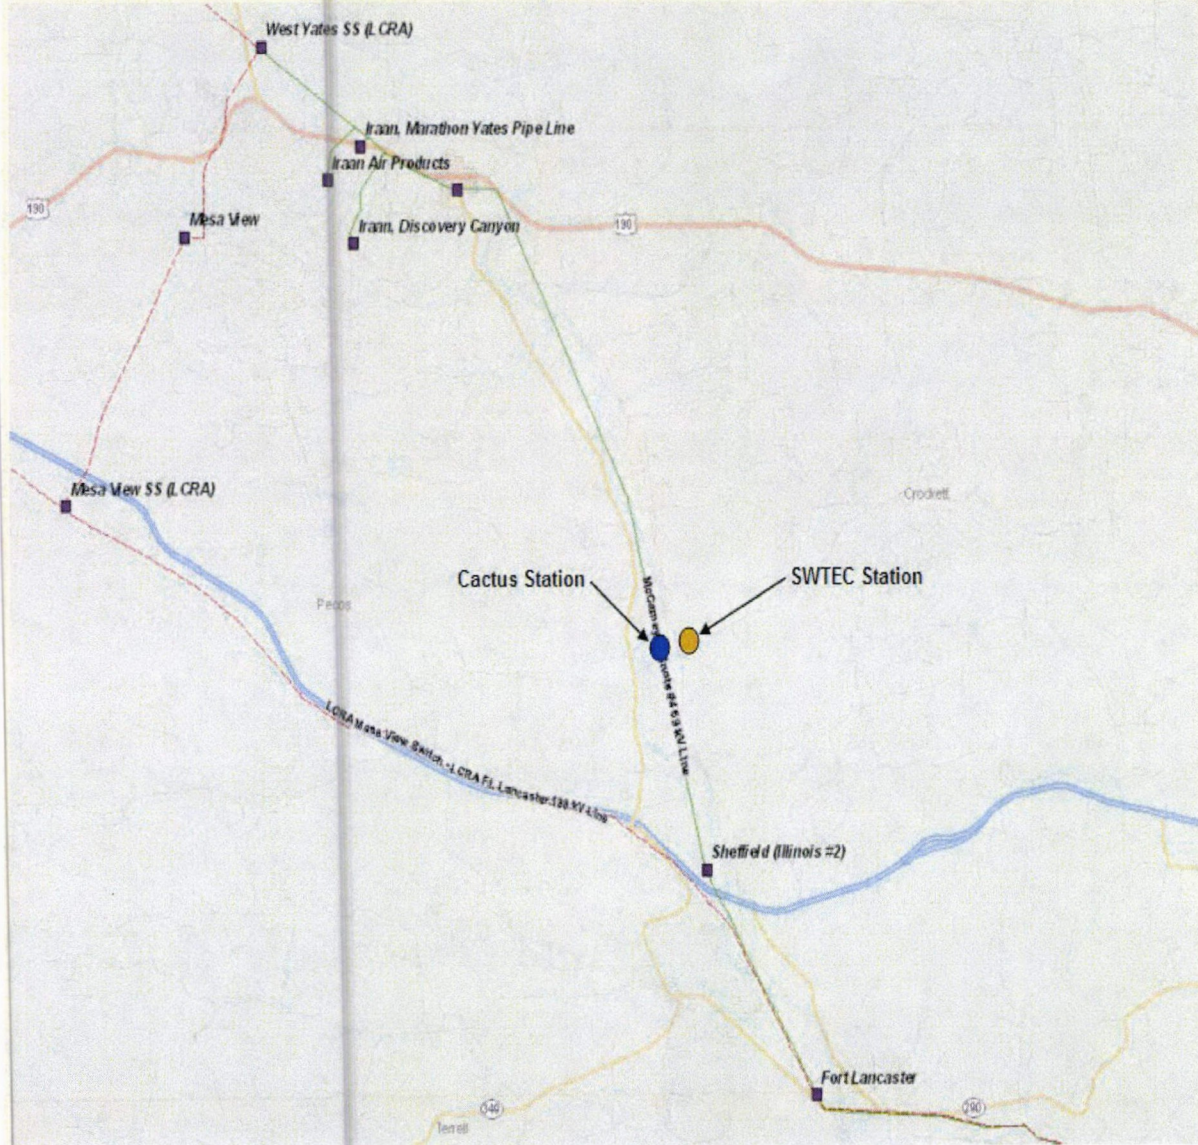 West Yates SS (LCRA)
Iraan, Marathon Yates Pipe Line
Iraan Air Products
190
Mesa View
Iraan, Discovery Canyon
190
Mesa View SS (LCRA)
Crockett
Cactus Station
SWTEC Station
Pecos
McCamey
69 kV Line
LCRA Mesa View Switch - LCRA Ft. Lancaster 138 kV Line
Sheffield (Illinois #2)
Fort Lancaster
349
290
Terrell